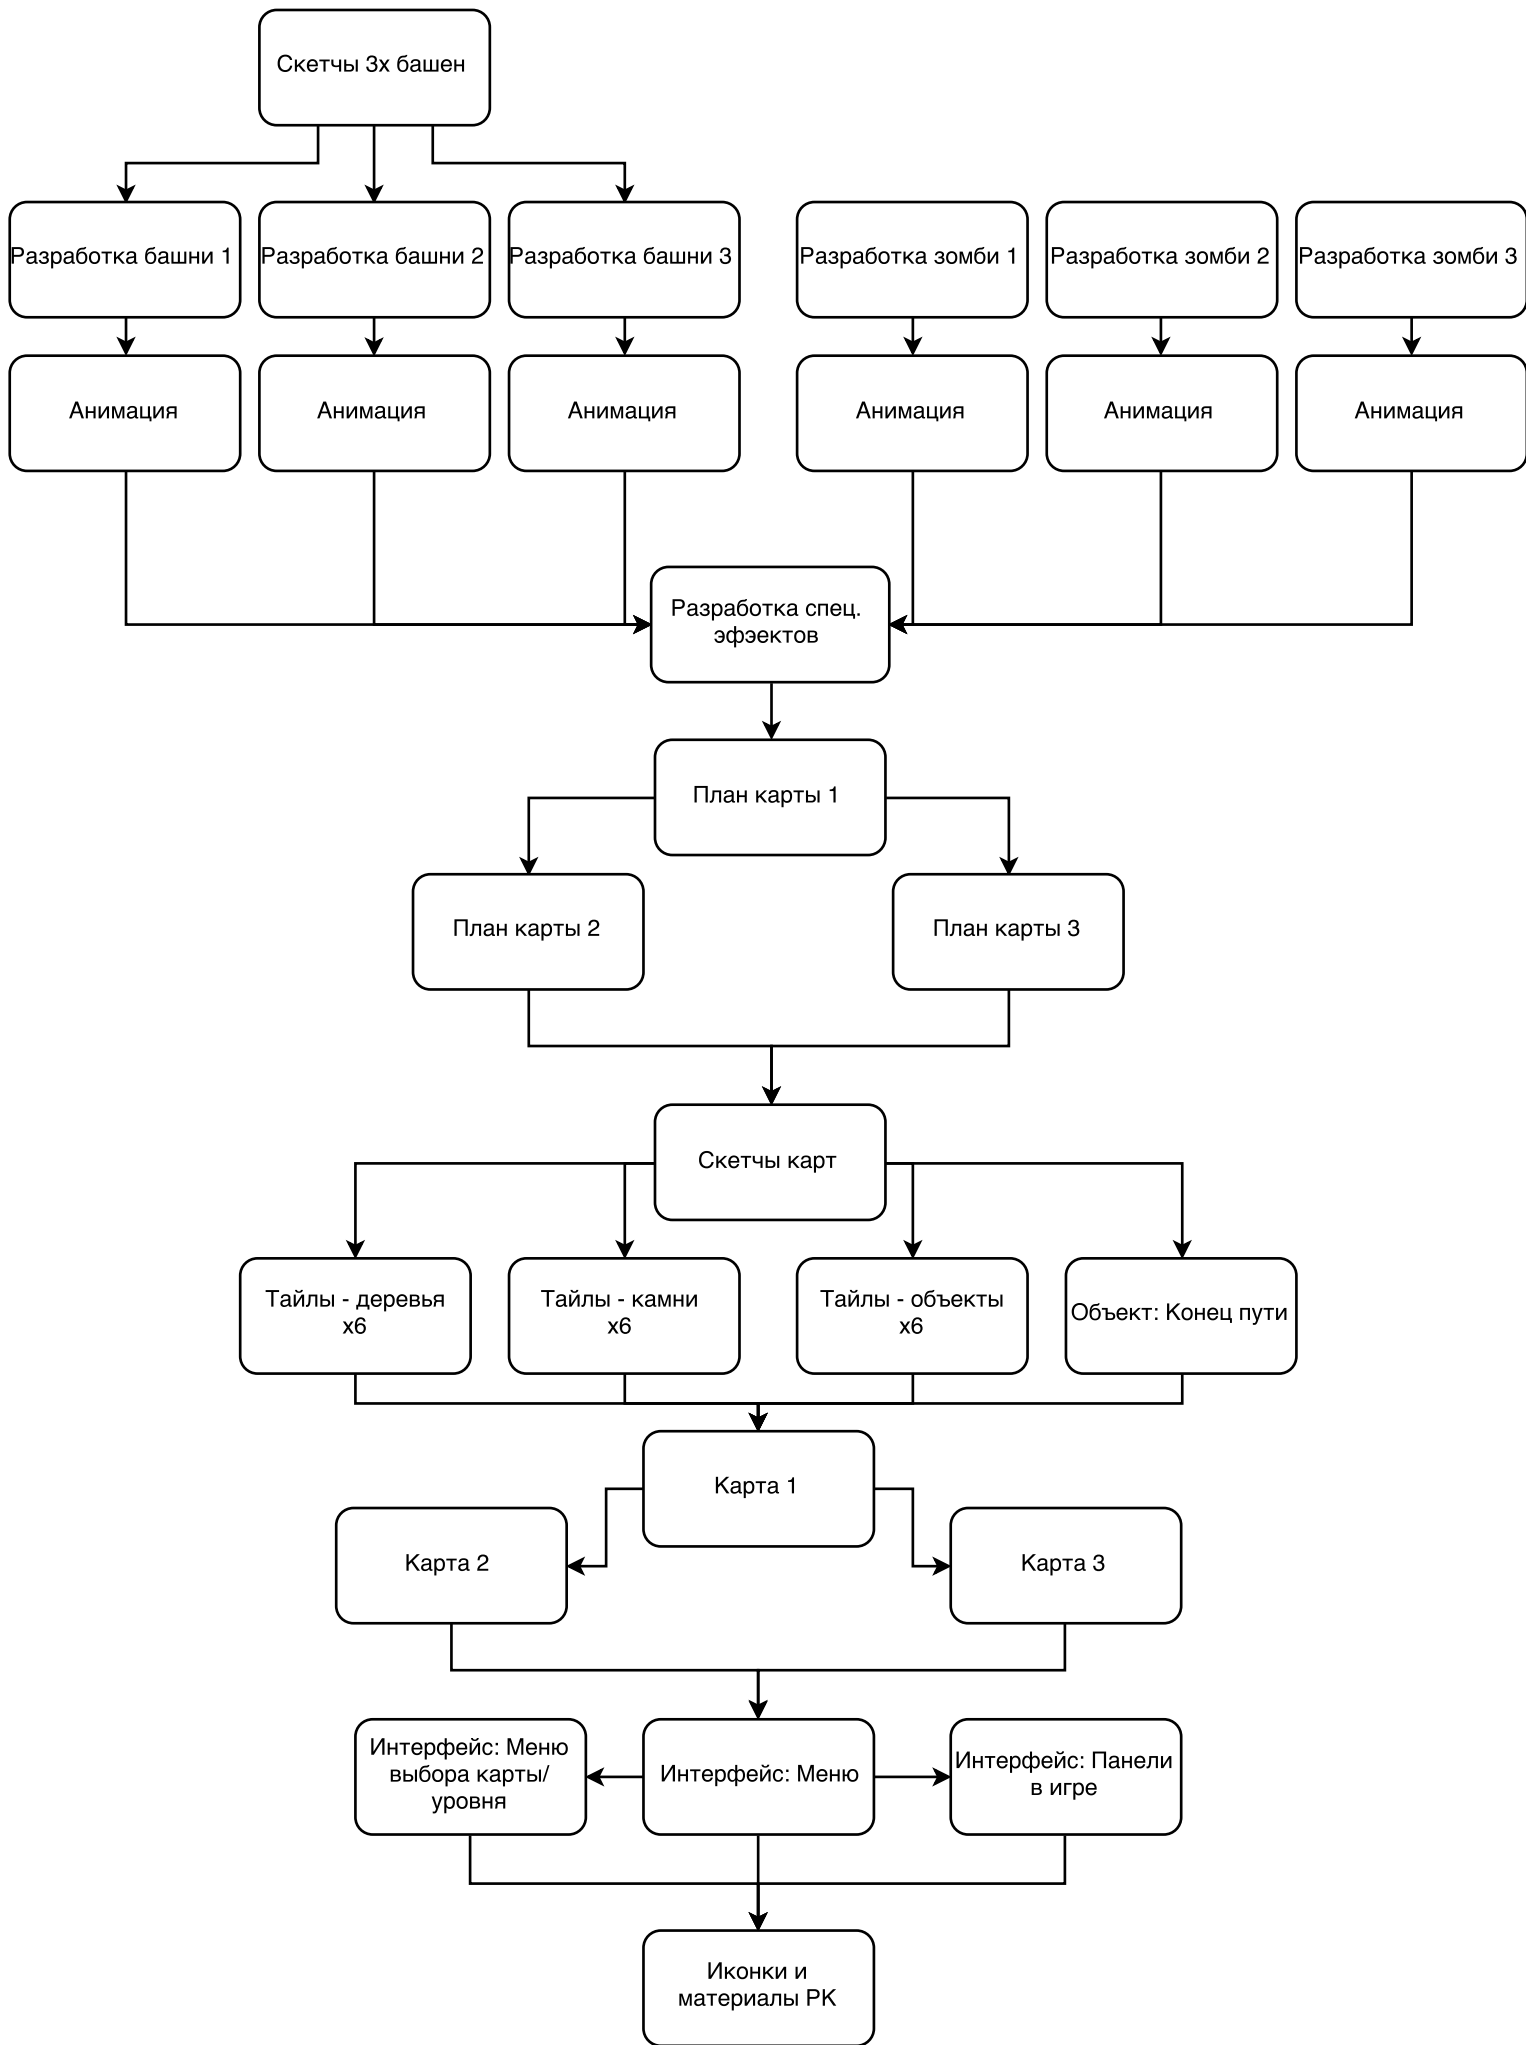 Скетчы 3х башен
Разработка башни 1
Разработка башни 2
Разработка башни 3
Разработка зомби 1
Разработка зомби 2
Разработка зомби 3
Анимация
Анимация
Анимация
Анимация
Анимация
Анимация
Разработка спец.
эфэектов
План карты 1
План карты 2
План карты 3
Скетчы карт
Тайлы - деревья
х6
Тайлы - камни
х6
Тайлы - объекты
х6
Объект: Конец пути
Карта 1
Карта 2
Карта 3
Интерфейс: Меню
выбора карты/
уровня
Интерфейс: Меню
Интерфейс: Панели
в игре
Иконки и
материалы РК